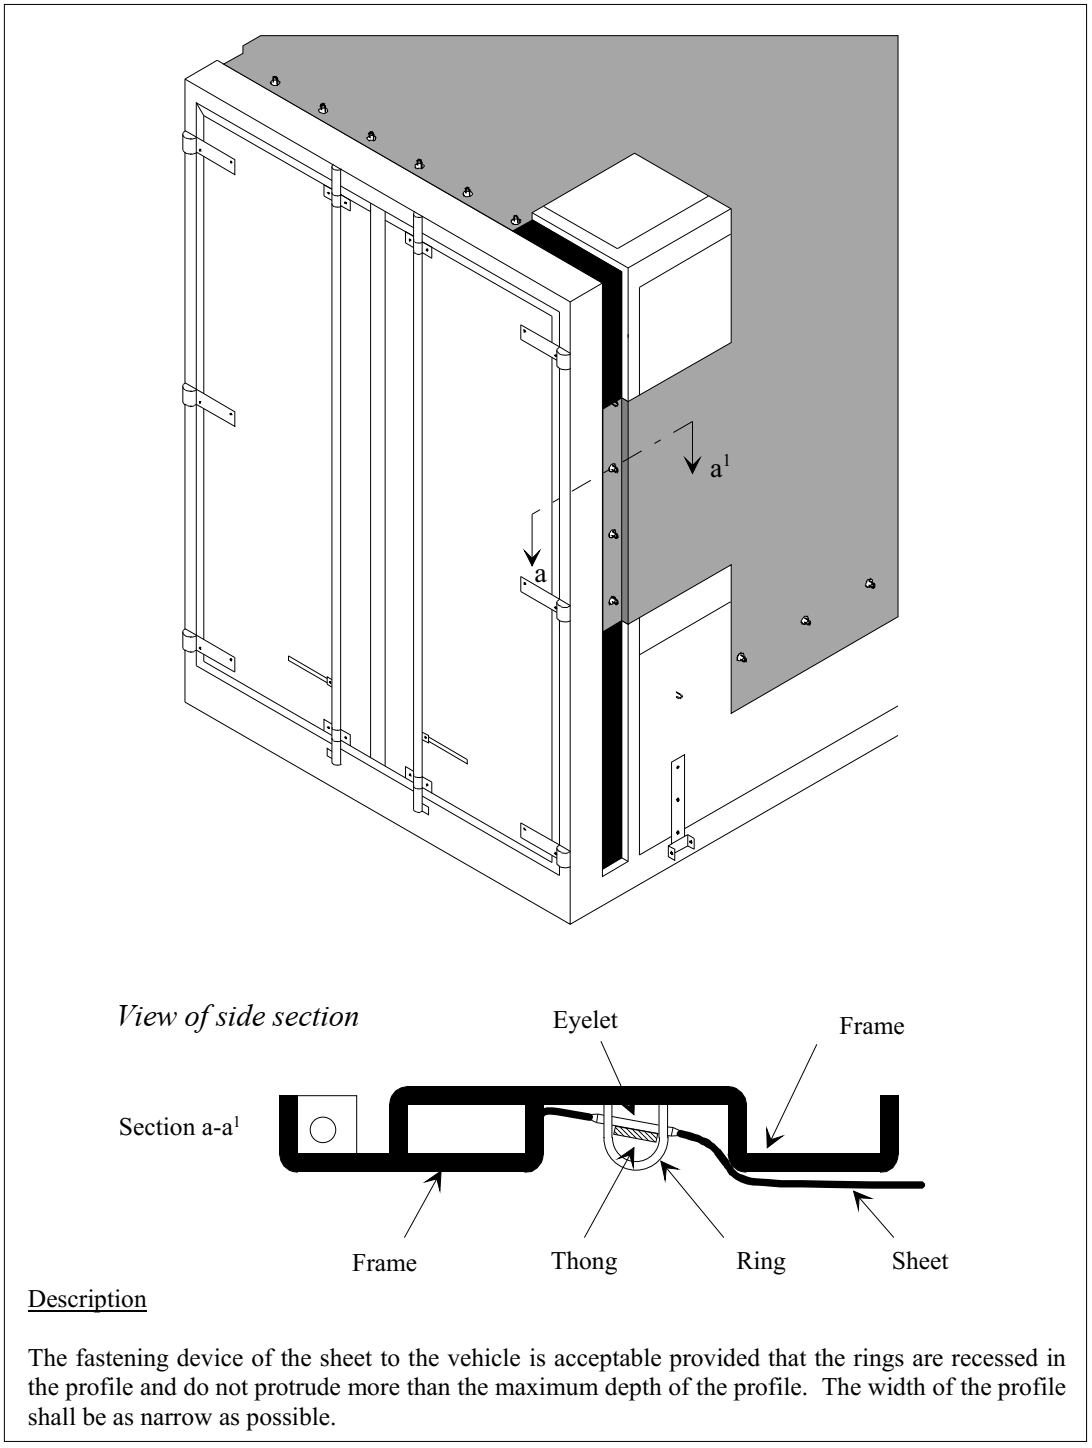 a¹
a
View of side section
Eyelet
Frame
Section a-a¹
Frame
Thong
Ring
Sheet
Description
The fastening device of the sheet to the vehicle is acceptable provided that the rings are recessed in
the profile and do not protrude more than the maximum depth of the profile. The width of the profile
shall be as narrow as possible.